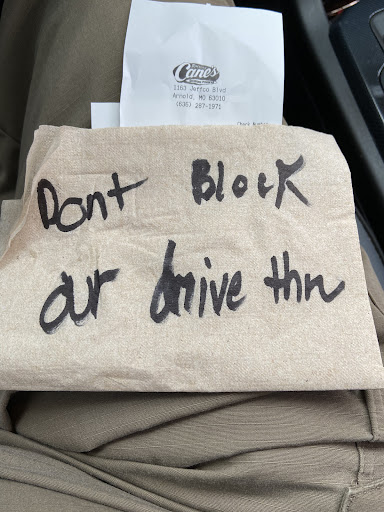 Canes
1163 Jeffco Blvd
Arnold, MO 63010
(636) 287-1971
Dont Block
our drive thru